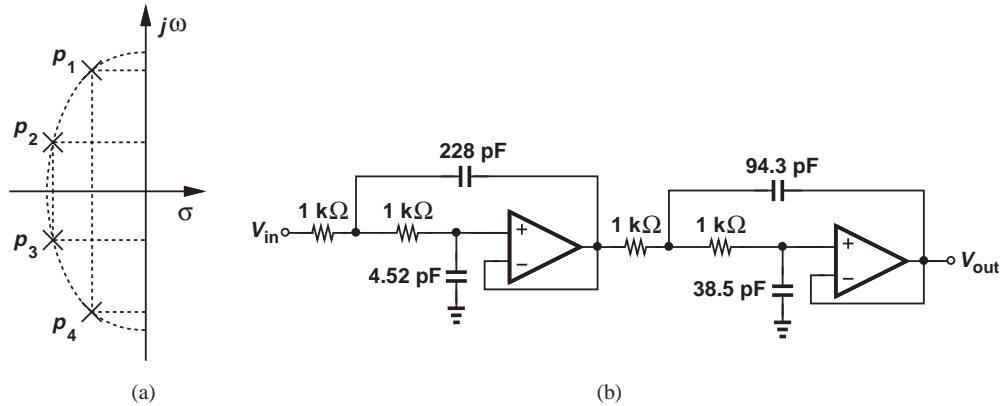 jω
p1
p2
σ
p3
p4
(a)
228 pF
94.3 pF
1 kΩ
1 kΩ
1 kΩ
1 kΩ
Vin
+
−
+
−
Vout
4.52 pF
38.5 pF
(b)